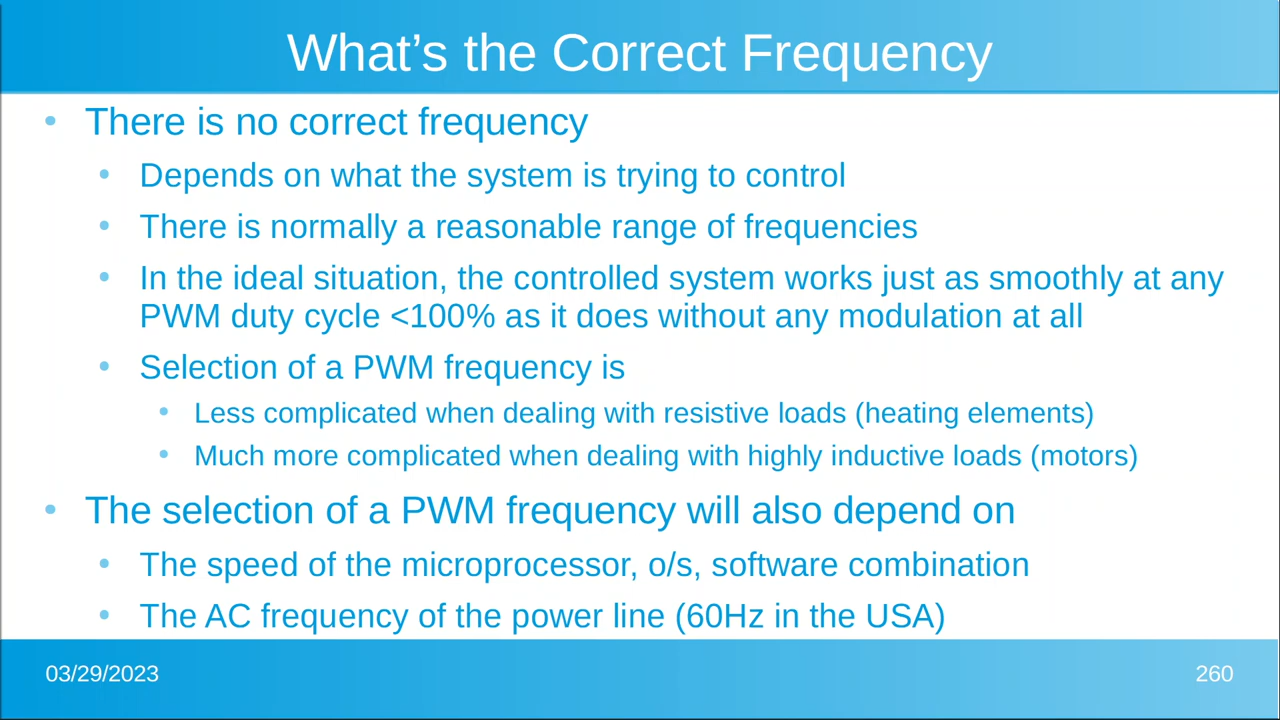 What’s the Correct Frequency
• There is no correct frequency
• Depends on what the system is trying to control
• There is normally a reasonable range of frequencies
• In the ideal situation, the controlled system works just as smoothly at any
PWM duty cycle <100% as it does without any modulation at all
• Selection of a PWM frequency is
• Less complicated when dealing with resistive loads (heating elements)
• Much more complicated when dealing with highly inductive loads (motors)
• The selection of a PWM frequency will also depend on
• The speed of the microprocessor, o/s, software combination
• The AC frequency of the power line (60Hz in the USA)
03/29/2023
260